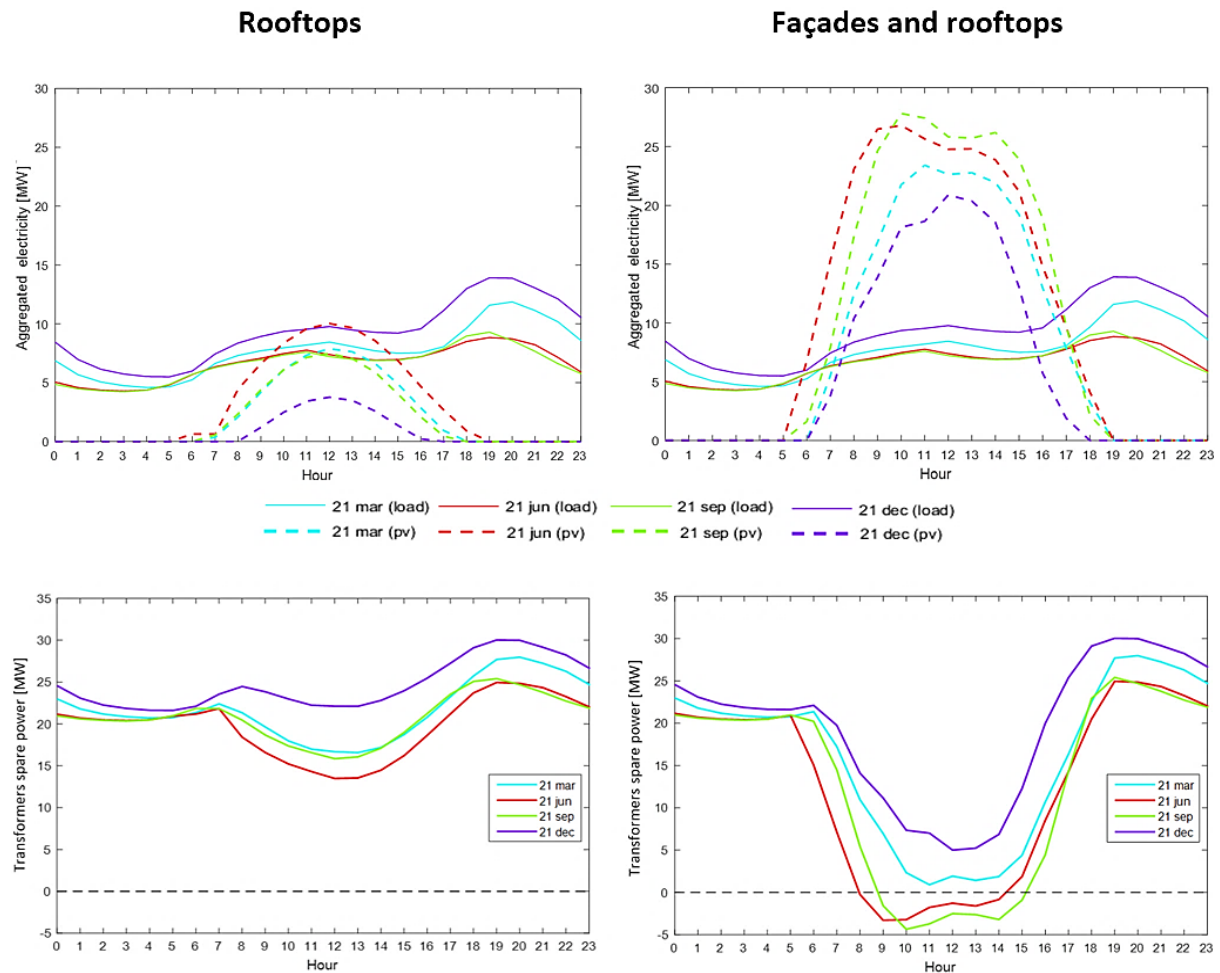 Rooftops
Façades and rooftops
30
25
20
15
10
5
0
Aggregated electricity [MW]
0 1 2 3 4 5 6 7 8 9 10 11 12 13 14 15 16 17 18 19 20 21 22 23
Hour
30
25
20
15
10
5
0
Aggregated electricity [MW]
0 1 2 3 4 5 6 7 8 9 10 11 12 13 14 15 16 17 18 19 20 21 22 23
Hour
21 mar (load) 21 jun (load) 21 sep (load) 21 dec (load)
21 mar (pv) 21 jun (pv) 21 sep (pv) 21 dec (pv)
35
30
25
20
15
10
5
0
-5
Transformers spare power [MW]
21 mar
21 jun
21 sep
21 dec
0 1 2 3 4 5 6 7 8 9 10 11 12 13 14 15 16 17 18 19 20 21 22 23
Hour
35
30
25
20
15
10
5
0
-5
Transformers spare power [MW]
21 mar
21 jun
21 sep
21 dec
0 1 2 3 4 5 6 7 8 9 10 11 12 13 14 15 16 17 18 19 20 21 22 23
Hour